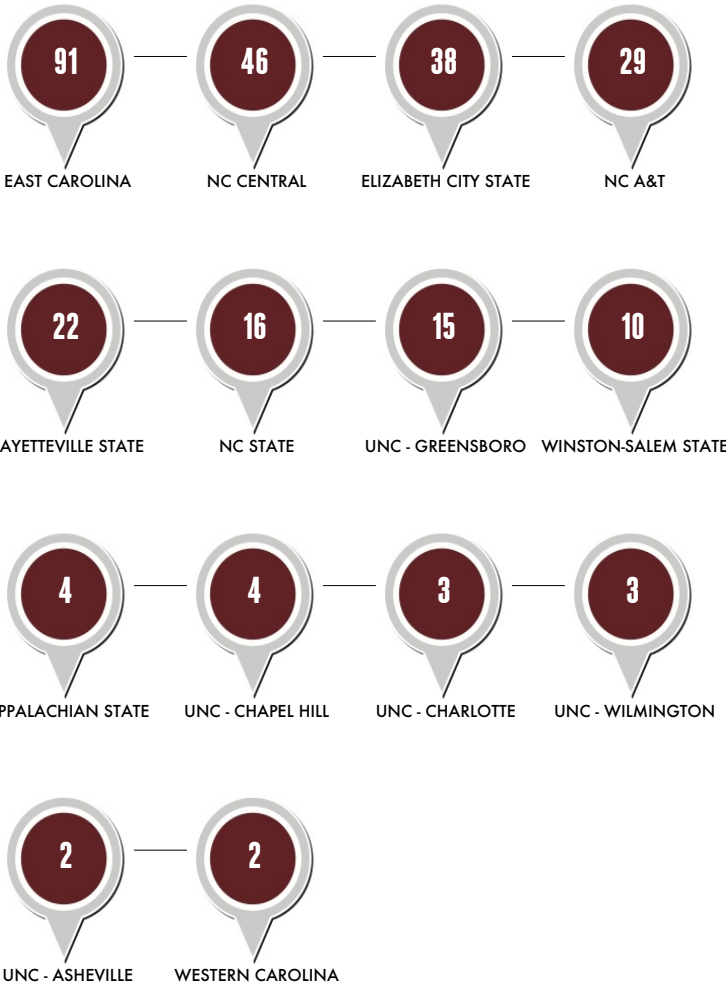 91 46 38 29
EAST CAROLINA NC CENTRAL ELIZABETH CITY STATE NC A&T
22 16 15 10
AYETTEVILLE STATE NC STATE UNC - GREENSBORO WINSTON-SALEM STATE
4 4 3 3
PPALACHIAN STATE UNC - CHAPEL HILL UNC - CHARLOTTE UNC - WILMINGTON
2 2
UNC - ASHEVILLE WESTERN CAROLINA